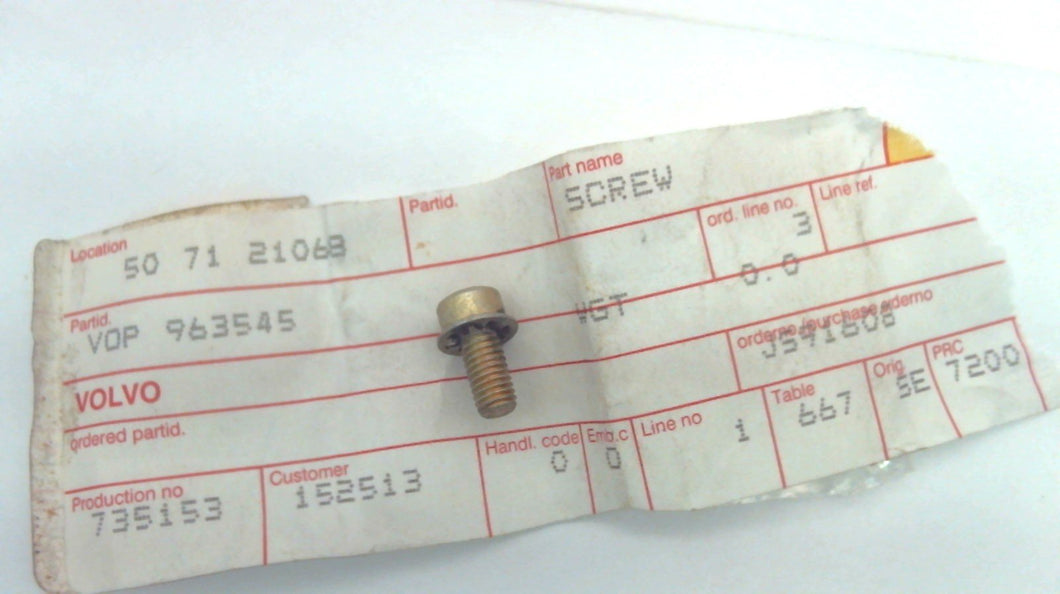 Location
50 71 21068
Partid.
Part name
SCREW
Partid.
VOP 963545
WGT
ord. line no.
3
0.0
Line ref.
VOLVO
orderno/purchase orderno
ordered partid.
Production no
735153
Customer
152513
Handl. code
0
Emb.c
0
Line no
1
Table
667
Orig
SE
PRC
7200